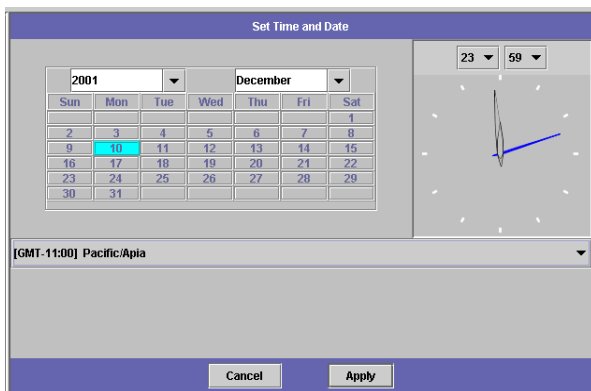 Set Time and Date
23 59
2001 December
Sun Mon Tue Wed Thu Fri Sat
1
2 3 4 5 6 7 8
9 10 11 12 13 14 15
16 17 18 19 20 21 22
23 24 25 26 27 28 29
30 31
[GMT-11:00] Pacific/Apia
Cancel Apply